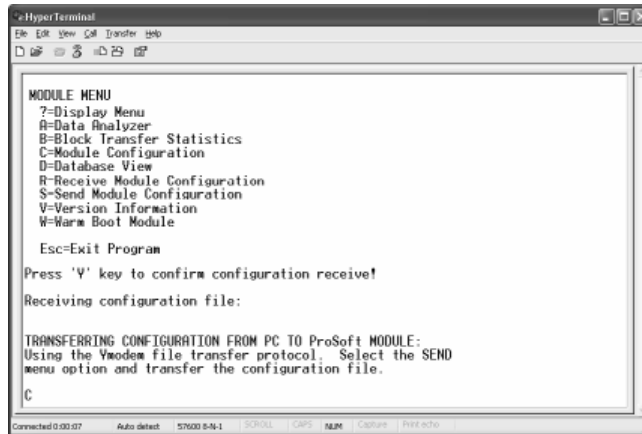 HyperTerminal
File Edit View Call Transfer Help
MODULE MENU
?=Display Menu
A=Data Analyzer
B=Block Transfer Statistics
C=Module Configuration
D=Database View
R=Receive Module Configuration
S=Send Module Configuration
V=Version Information
W=Warm Boot Module
Esc=Exit Program
Press 'Y' key to confirm configuration receive!
Receiving configuration file:
TRANSFERRING CONFIGURATION FROM PC TO ProSoft MODULE:
Using the Ymodem file transfer protocol.  Select the SEND
menu option and transfer the configuration file.
C
Connected 0:00:07 Auto detect 57600 8-N-1 SCROLL CAPS NUM Capture Print echo